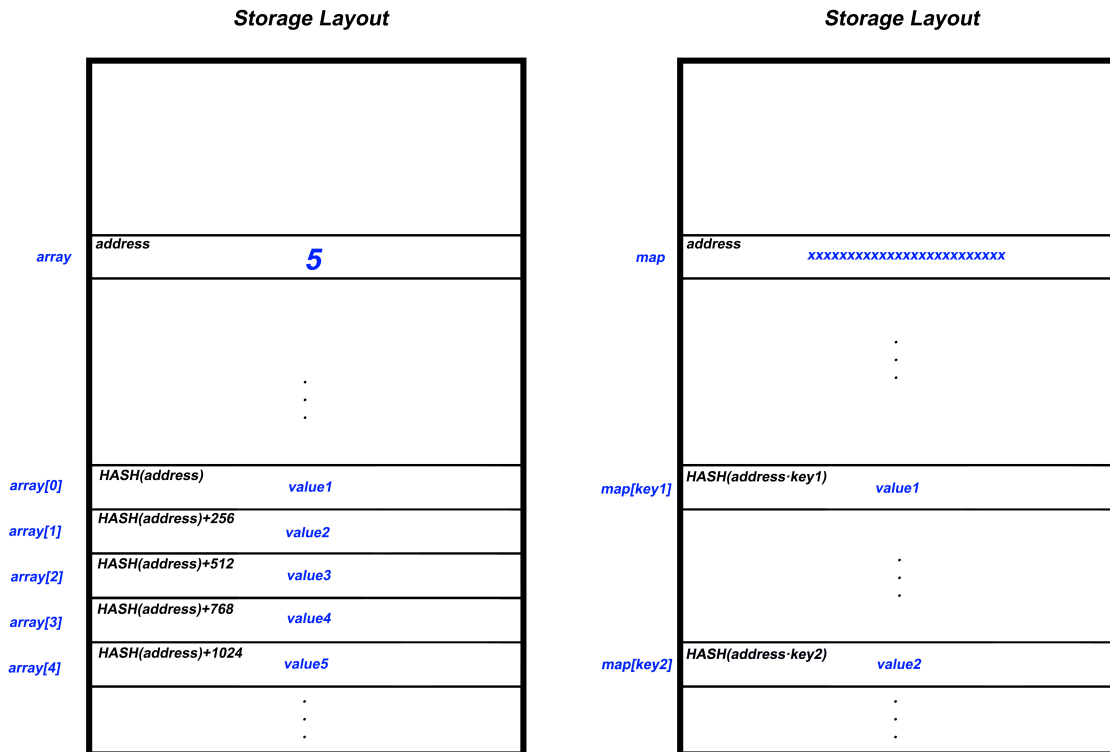 Storage Layout
array
address
5
.
.
.
array[0]
HASH(address)
value1
array[1]
HASH(address)+256
value2
array[2]
HASH(address)+512
value3
array[3]
HASH(address)+768
value4
array[4]
HASH(address)+1024
value5
.
.
.
Storage Layout
map
address
xxxxxxxxxxxxxxxxxxxxxxxxx
.
.
.
map[key1]
HASH(address·key1)
value1
.
.
.
map[key2]
HASH(address·key2)
value2
.
.
.